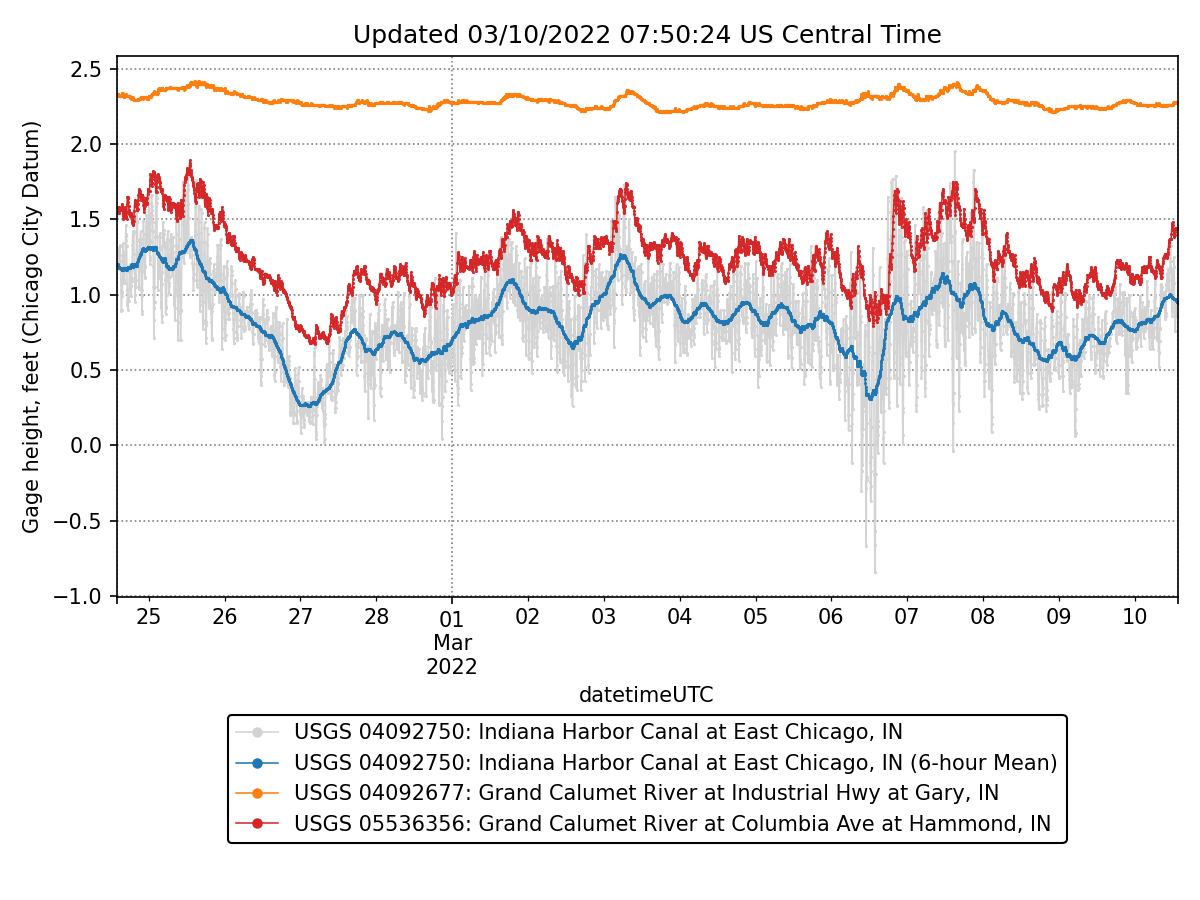 Updated 03/10/2022 07:50:24 US Central Time
Gage height, feet (Chicago City Datum)
2.5
2.0
1.5
1.0
0.5
0.0
−0.5
−1.0
25 26 27 28 01 02 03 04 05 06 07 08 09 10
Mar
2022
datetimeUTC
USGS 04092750: Indiana Harbor Canal at East Chicago, IN
USGS 04092750: Indiana Harbor Canal at East Chicago, IN (6-hour Mean)
USGS 04092677: Grand Calumet River at Industrial Hwy at Gary, IN
USGS 05536356: Grand Calumet River at Columbia Ave at Hammond, IN